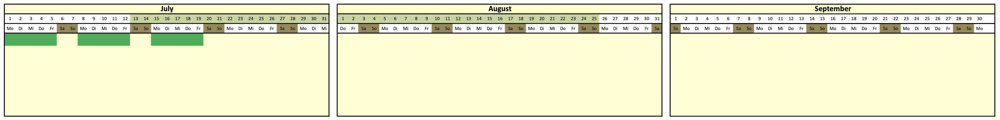 July August September
1 2 3 4 5 6 7 8 9 10 11 12 13 14 15 16 17 18 19 20 21 22 23 24 25 26 27 28 29 30 31 1 2 3 4 5 6 7 8 9 10 11 12 13 14 15 16 17 18 19 20 21 22 23 24 25 26 27 28 29 30 31 1 2 3 4 5 6 7 8 9 10 11 12 13 14 15 16 17 18 19 20 21 22 23 24 25 26 27 28 29 30
Mo Di Mi Do Fr Sa So Mo Di Mi Do Fr Sa So Mo Di Mi Do Fr Sa So Mo Di Mi Do Fr Sa So Mo Di Mi Do Fr Sa So Mo Di Mi Do Fr Sa So Mo Di Mi Do Fr Sa So Mo Di Mi Do Fr Sa So Mo Di Mi Do Fr Sa So Mo Di Mi Do Fr Sa So Mo Di Mi Do Fr Sa So Mo Di Mi Do Fr Sa So Mo Di Mi Do Fr Sa So Mo